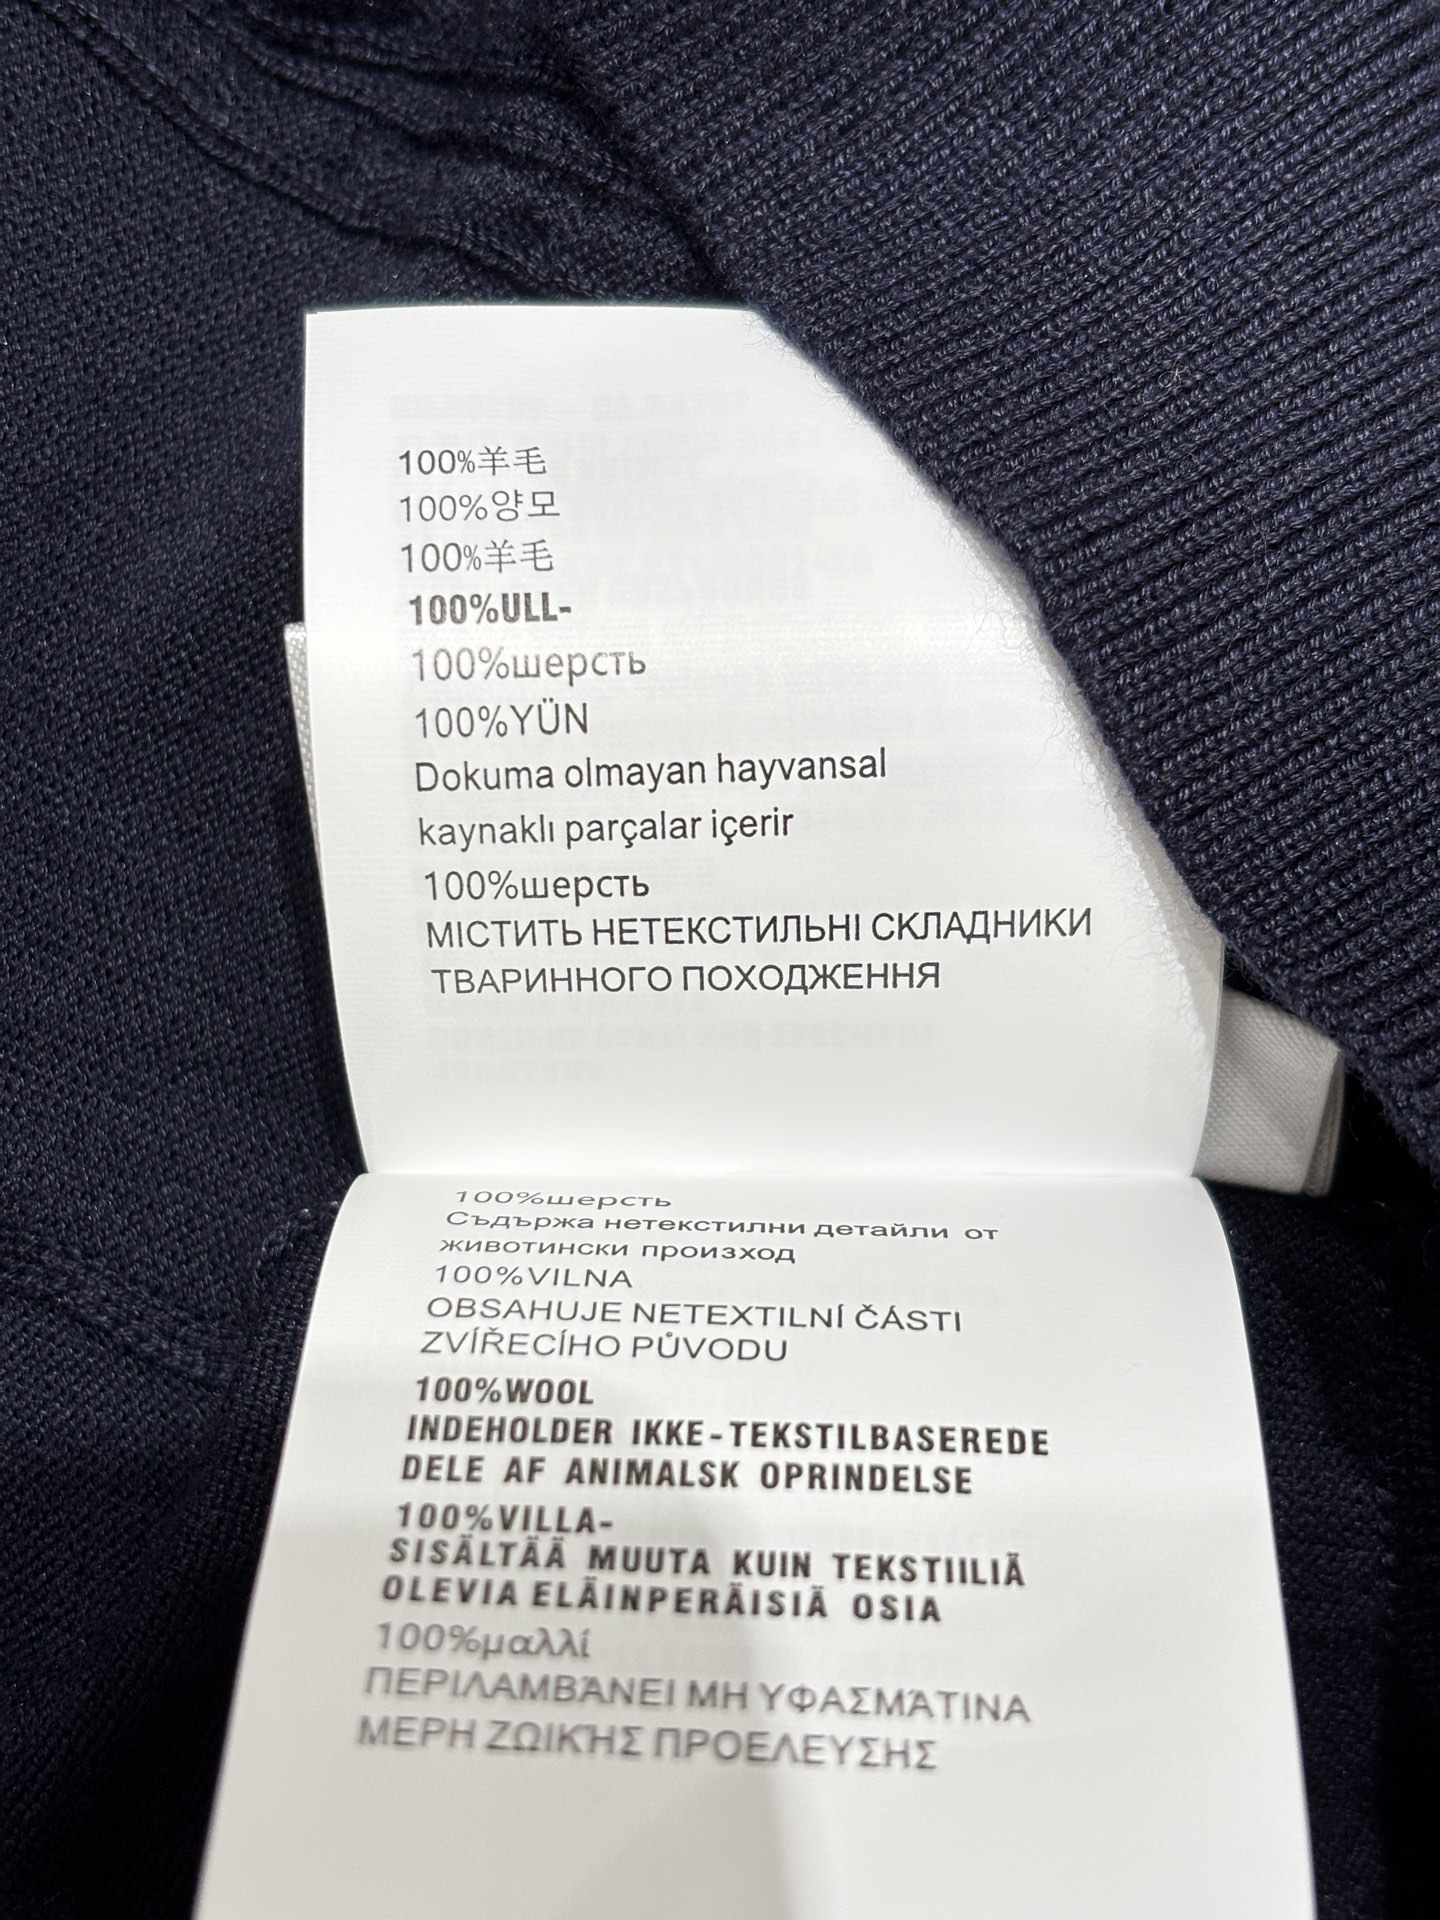 100%羊毛
100%양모
100%羊毛
100%ULL-
100%шерсть
100%YÜN
Dokuma olmayan hayvansal
kaynaklı parçalar içerir
100%шерсть
МІСТИТЬ НЕТЕКСТИЛЬНІ СКЛАДНИКИ
ТВАРИННОГО ПОХОДЖЕННЯ
100%шерсть
Съдържа нетекстилни детайли от
животински произход
100%VILNA
OBSAHUJE NETEXTILNÍ ČÁSTI
ZVÍŘECÍHO PŮVODU
100%WOOL
INDEHOLDER IKKE-TEKSTILBASEREDE
DELE AF ANIMALSK OPRINDELSE
100%VILLA-
SISÄLTÄÄ MUUTA KUIN TEKSTIILIÄ
OLEVIA ELÄINPERÄISIÄ OSIA
100%μαλλί
ΠΕΡΙΛΑΜΒΆΝΕΙ ΜΗ ΥΦΑΣΜΆΤΙΝΑ
ΜΕΡΗ ΖΩΙΚΉΣ ΠΡΟΕΛΕΥΣΗΣ